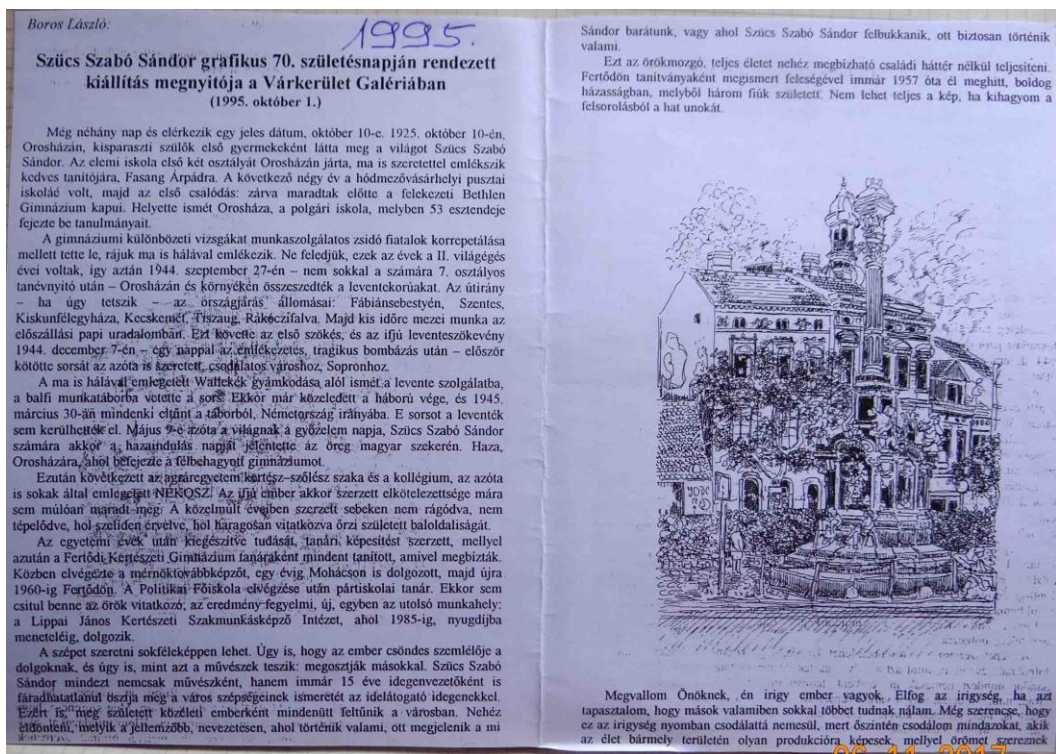 Boros László:
1995.
Szücs Szabó Sándor grafikus 70. születésnapján rendezett
kiállítás megnyitója a Várkerület Galériában
(1995. október 1.)
Még néhány nap és elérkezik egy jeles dátum, október 10-e. 1925. október 10-én,
Orosházán, kisparaszti szülők első gyermekeként látta meg a világot Szücs Szabó
Sándor. Az elemi iskola első két osztályát Orosházán járta, ma is szeretettel emlékszik
kedves tanítójára, Fasang Árpádra. A következő négy év a hódmezővásárhelyi pusztai
iskoláé volt, majd az első csalódás: zárva maradtak előtte a felekezeti Bethlen
Gimnázium kapui. Helyette ismét Orosháza, a polgári iskola, melyben 53 esztendeje
fejezte be tanulmányait.
A gimnáziumi különbözeti vizsgákat munkaszolgálatos zsidó fiatalok korrepetálása
mellett tette le, rájuk ma is hálával emlékezik. Ne feledjük, ezek az évek a II. világégés
évei voltak, így aztán 1944. szeptember 27-én – nem sokkal a számára 7. osztályos
tanévnyitó után – Orosházán és környékén összeszedték a leventekorúakat. Az útirány
– ha úgy tetszik – az országjárás állomásai: Fábiánsebestyén, Szentes,
Kiskunfélegyháza, Kecskemét, Tiszaug, Rákóczifalva. Majd kis időre mezei munka az
előszállási papi uradalomban. Ezt követte az első szökés, és az ifjú leventeszökevény
1944. december 7-én – egy nappal az emlékezetes, tragikus bombázás után – először
kötötte sorsát az azóta is szeretett, csodálatos városhoz, Sopronhoz.
A ma is hálával emlegetett Waltekék gyámkodása alól ismét a levente szolgálatba,
a balfi munkatáborba vetette a sors. Ekkor már közeledett a háború vége, és 1945.
március 30-án mindenki eltűnt a táborból, Németország irányába. E sorsot a leventék
sem kerülhették el. Május 9-e azóta a világnak a győzelem napja, Szücs Szabó Sándor
számára akkor a hazaindulás napját jelentette az öreg magyar szekerén. Haza,
Orosházára, ahol befejezte a félbehagyott gimnáziumot.
Ezután következett az agráregyetem kertész–szőlész szaka és a kollégium, az azóta
is sokak által emlegetett NÉKOSZ. Az ifjú ember akkor szerzett elkötelezettsége mára
sem múlóan maradt meg. A közelmúlt éveiben szerzett sebeken nem rágódva, nem
tépelődve, hol szelíden érvelve, hol haragosan vitatkozva őrzi született baloldaliságát.
Az egyetemi évek után kiegészítve tudását, tanári képesítést szerzett, mellyel
azután a Fertődi Kertészeti Gimnázium tanáraként mindent tanított, amivel megbízták.
Közben elvégezte a mérnöktovábbképzőt, egy évig Mohácson is dolgozott, majd újra
1960-ig Fertődön. A Politikai Főiskola elvégzése után pártiskolai tanár. Ekkor sem
csitul benne az örök vitatkozó; az eredmény fegyelmi, új, egyben az utolsó munkahely:
a Lippai János Kertészeti Szakmunkásképző Intézet, ahol 1985-ig, nyugdíjba
meneteléig, dolgozik.
A szépet szeretni sokféleképpen lehet. Úgy is, hogy az ember csöndes szemlélője a
dolgoknak, és úgy is, mint azt a művészek teszik: megosztják másokkal. Szücs Szabó
Sándor mindezt nemcsak művészként, hanem immár 15 éve idegenvezetőként is
fáradhatatlanul osztja meg a város szépségeinek ismeretét az idelátogató idegenekkel.
Ezért is, meg született közéleti emberként mindenütt feltűnik a városban. Nehéz
eldönteni, melyik a jellemzőbb, nevezetesen, ahol történik valami, ott megjelenik a mi
Sándor barátunk, vagy ahol Szücs Szabó Sándor felbukkanik, ott biztosan történik
valami.
Ezt az örökmozgó, teljes életet nehéz megbízható családi háttér nélkül teljesíteni.
Fertődön tanítványaként megismert feleségével immár 1957 óta él meghitt, boldog
házasságban, melyből három fiúk született. Nem lehet teljes a kép, ha kihagyom a
felsorolásból a hat unokát.
Megvallom Önöknek, én irigy ember vagyok. Elfog az irigység, ha azt
tapasztalom, hogy mások valamiben sokkal többet tudnak nálam. Még szerencse, hogy
ez az irigység nyomban csodálattá nemesül, mert őszintén csodálom mindazokat, akik
az élet bármely területén olyan produkcióra képesek, mellyel örömet szereznek